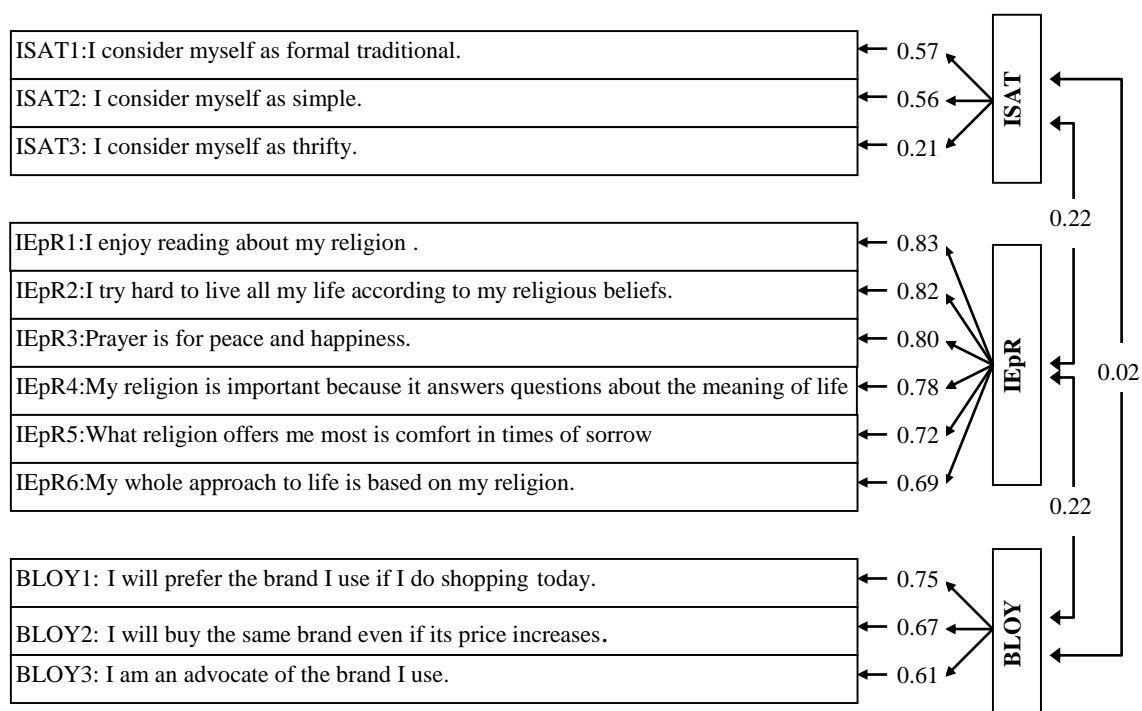 ISAT1:I consider myself as formal traditional.
0.57
ISAT2: I consider myself as simple.
0.56
ISAT3: I consider myself as thrifty.
0.21
ISAT
0.22
IEpR1:I enjoy reading about my religion .
0.83
IEpR2:I try hard to live all my life according to my religious beliefs.
0.82
IEpR3:Prayer is for peace and happiness.
0.80
IEpR4:My religion is important because it answers questions about the meaning of life
0.78
IEpR5:What religion offers me most is comfort in times of sorrow
0.72
IEpR6:My whole approach to life is based on my religion.
0.69
IEpR
0.02
0.22
BLOY1: I will prefer the brand I use if I do shopping today.
0.75
BLOY2: I will buy the same brand even if its price increases.
0.67
BLOY3: I am an advocate of the brand I use.
0.61
BLOY